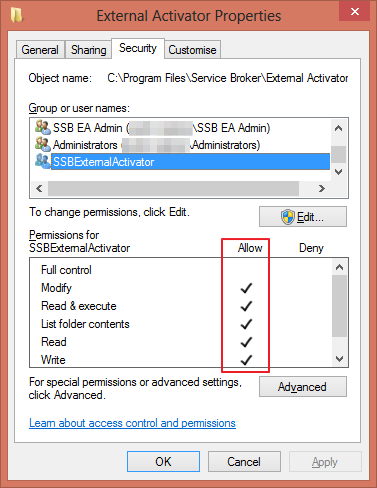 External Activator Properties
General Sharing Security Customise
Object name: C:\Program Files\Service Broker\External Activator
Group or user names:
SSB EA Admin ( \SSB EA Admin)
Administrators ( \Administrators)
SSBExternalActivator
To change permissions, click Edit.
Edit...
Permissions for
SSBExternalActivator Allow Deny
Full control
Modify
Read & execute
List folder contents
Read
Write
For special permissions or advanced settings,
click Advanced.
Advanced
Learn about access control and permissions
OK Cancel Apply